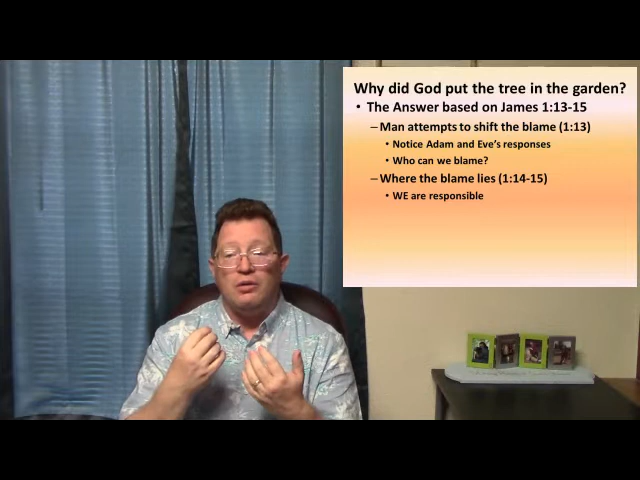 Why did God put the tree in the garden?
• The Answer based on James 1:13-15
–Man attempts to shift the blame (1:13)
• Notice Adam and Eve's responses
• Who can we blame?
–Where the blame lies (1:14-15)
• WE are responsible